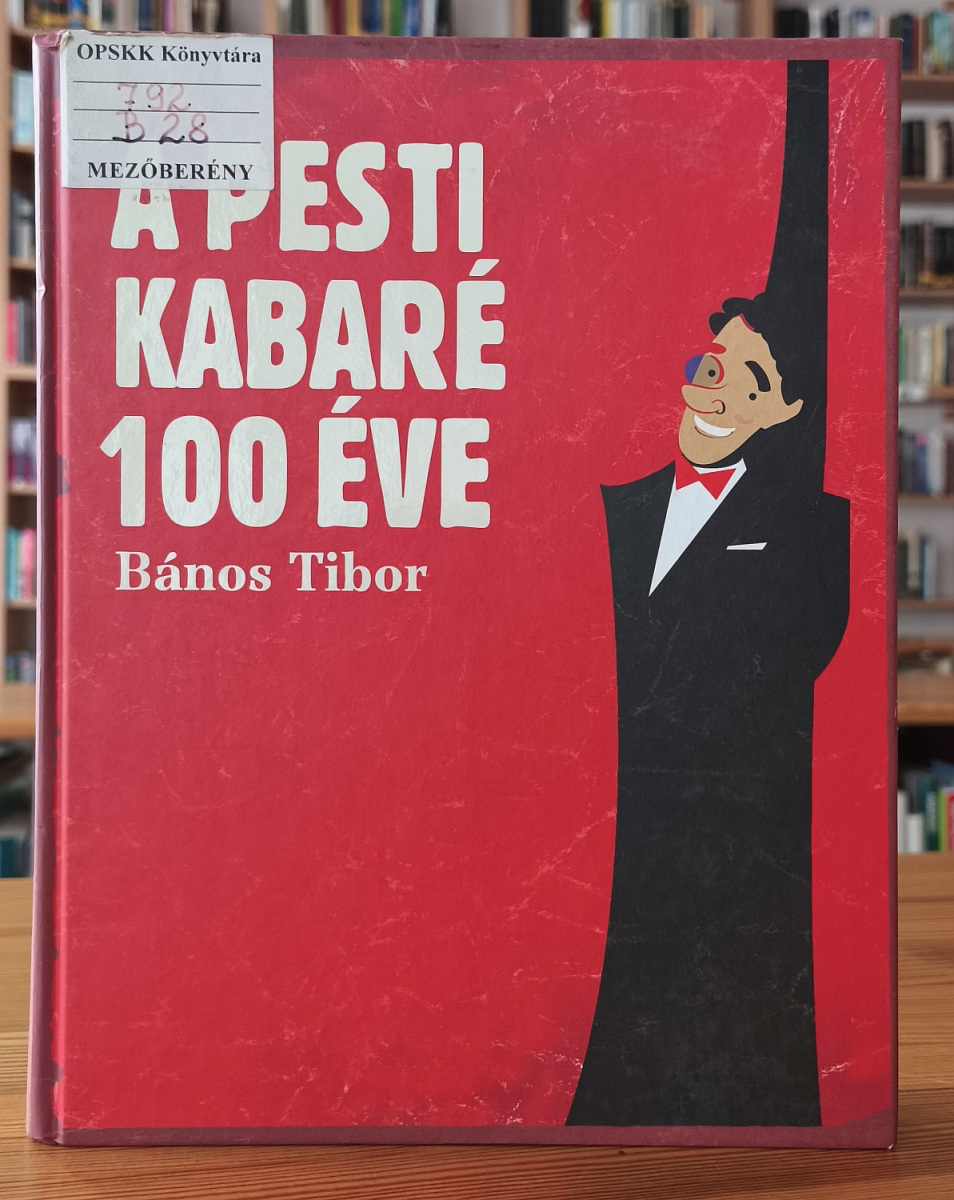 OPSKK Könyvtára
792.
B 28
MEZŐBERÉNY
A PESTI
KABARÉ
100 ÉVE
Bános Tibor